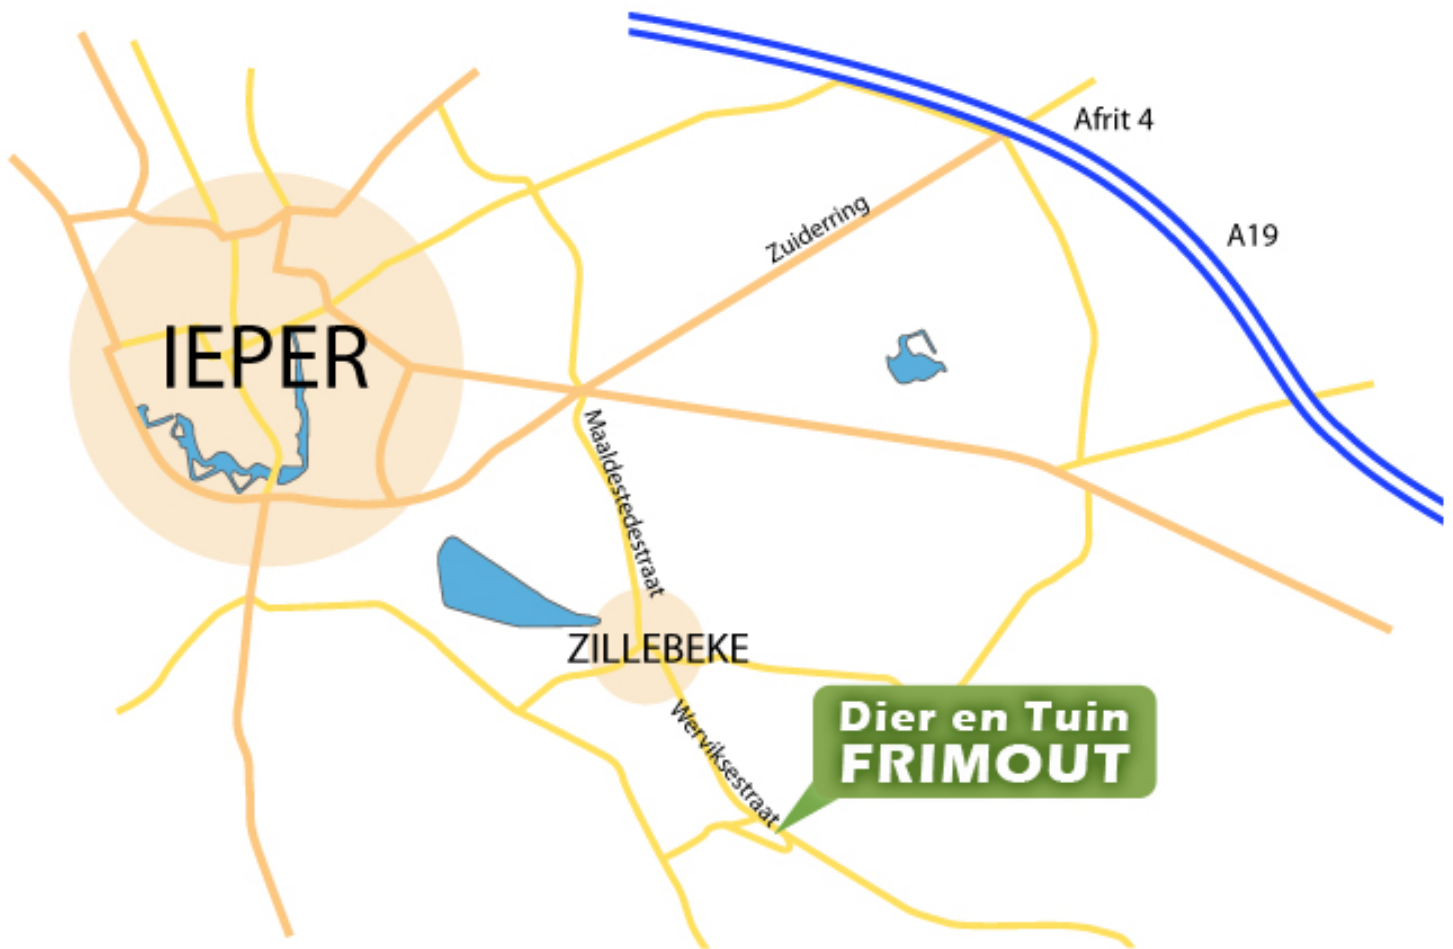 Afrit 4
Zuiderring
A19
IEPER
Maaldestedestraat
ZILLEBEKE
Werviksestraat
Dier en Tuin
FRIMOUT